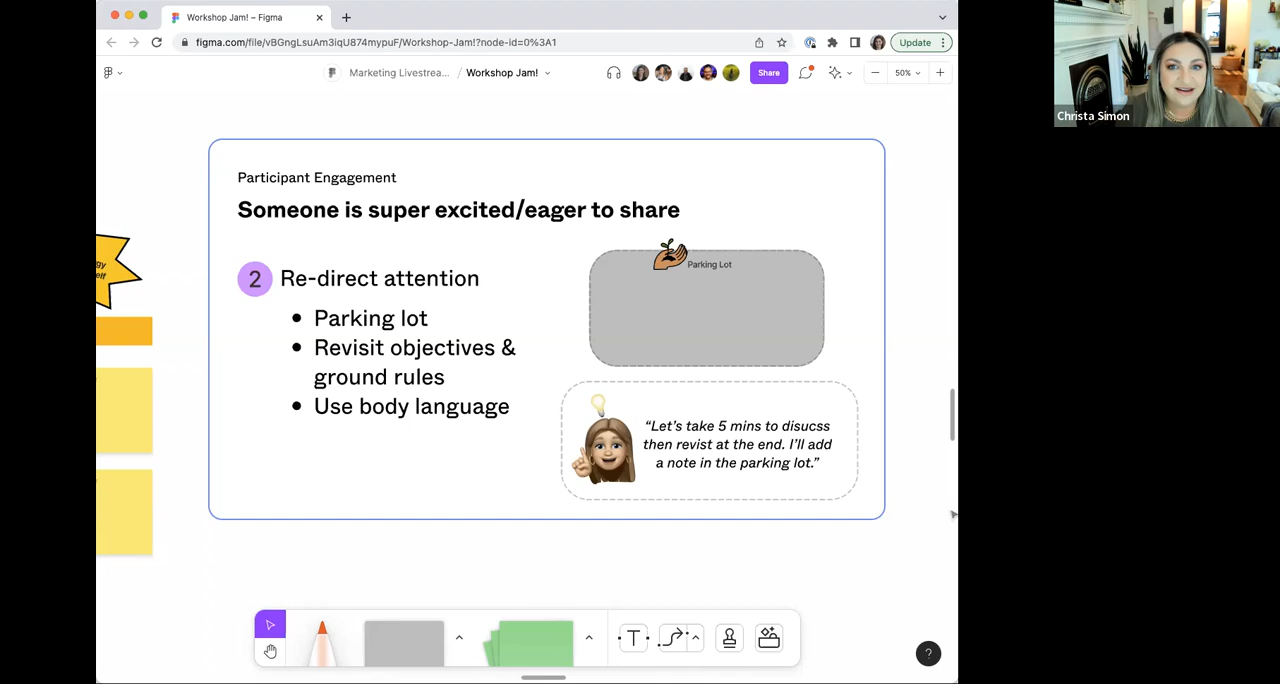 Workshop Jam! – Figma
figma.com/file/vBGngLsuAm3iqU874mypuF/Workshop-Jam!?node-id=0%3A1
Update
Marketing Livestrea... / Workshop Jam!
Share
50%
Christa Simon
Participant Engagement
Someone is super excited/eager to share
2 Re-direct attention
Parking lot
Revisit objectives &
ground rules
Use body language
Parking Lot
“Let’s take 5 mins to disucss
then revist at the end. I’ll add
a note in the parking lot.”
T
?